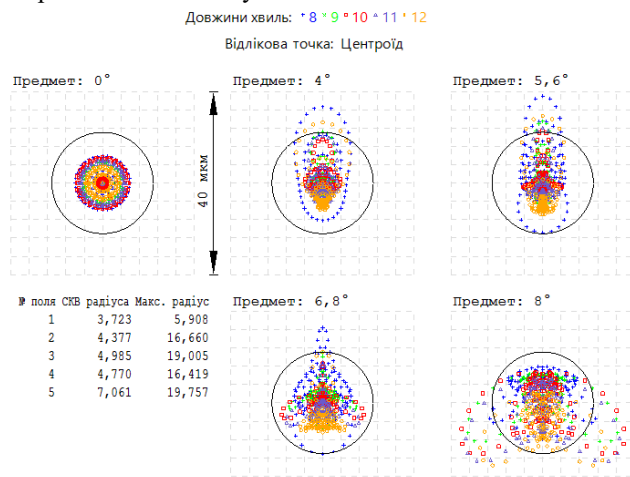 Довжини хвиль: + 8 × 9 ▫ 10 ▵ 11 ∘ 12
Відлікова точка: Центроїд
Предмет: 0°
Предмет: 4°
Предмет: 5,6°
40 мкм
№ поля СКВ радіуса Макс. радіус
1 3,723 5,908
2 4,377 16,660
3 4,985 19,005
4 4,770 16,419
5 7,061 19,757
Предмет: 6,8°
Предмет: 8°